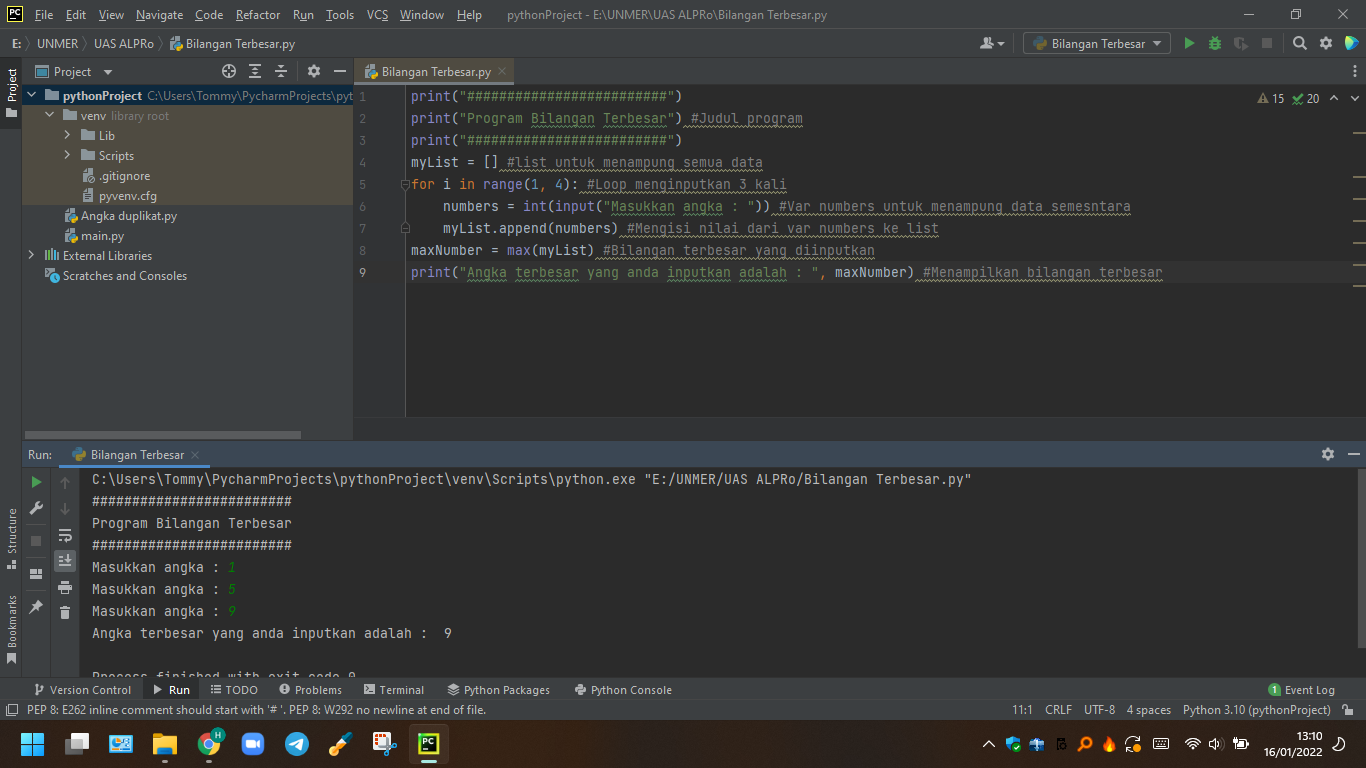 PC File Edit View Navigate Code Refactor Run Tools VCS Window Help pythonProject - E:\UNMER\UAS ALPRo\Bilangan Terbesar.py
E: UNMER UAS ALPRo Bilangan Terbesar.py Bilangan Terbesar
Project
Project
pythonProject C:\Users\Tommy\PycharmProjects\pyt
venv library root
Lib
Scripts
.gitignore
pyvenv.cfg
Angka duplikat.py
main.py
External Libraries
Scratches and Consoles
Bilangan Terbesar.py
15 20
1 print("#########################")
2 print("Program Bilangan Terbesar") #Judul program
3 print("#########################")
4 myList = [] #list untuk menampung semua data
5 for i in range(1, 4): #Loop menginputkan 3 kali
6 numbers = int(input("Masukkan angka : ")) #Var numbers untuk menampung data semesntara
7 myList.append(numbers) #Mengisi nilai dari var numbers ke list
8 maxNumber = max(myList) #Bilangan terbesar yang diinputkan
9 print("Angka terbesar yang anda inputkan adalah : ", maxNumber) #Menampilkan bilangan terbesar
Run: Bilangan Terbesar
C:\Users\Tommy\PycharmProjects\pythonProject\venv\Scripts\python.exe "E:/UNMER/UAS ALPRo/Bilangan Terbesar.py"
#########################
Program Bilangan Terbesar
#########################
Masukkan angka : 1
Masukkan angka : 5
Masukkan angka : 9
Angka terbesar yang anda inputkan adalah :  9
Process finished with exit code 0
Structure
Bookmarks
Version Control Run TODO Problems Terminal Python Packages Python Console 1 Event Log
PEP 8: E262 inline comment should start with '# '. PEP 8: W292 no newline at end of file. 11:1 CRLF UTF-8 4 spaces Python 3.10 (pythonProject)
H PC
13:10
16/01/2022